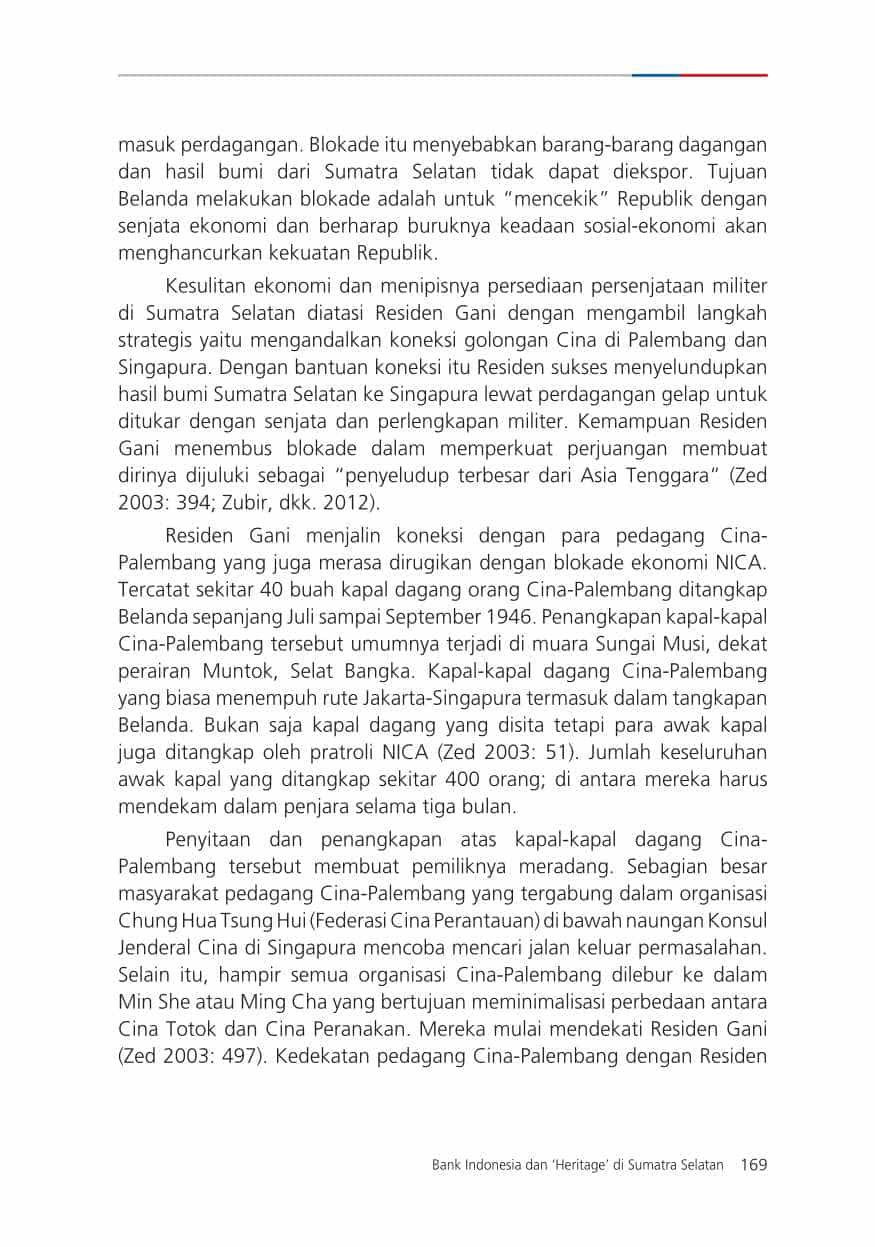 masuk perdagangan. Blokade itu menyebabkan barang-barang dagangan
dan hasil bumi dari Sumatra Selatan tidak dapat diekspor. Tujuan
Belanda melakukan blokade adalah untuk “mencekik” Republik dengan
senjata ekonomi dan berharap buruknya keadaan sosial-ekonomi akan
menghancurkan kekuatan Republik.
Kesulitan ekonomi dan menipisnya persediaan persenjataan militer
di Sumatra Selatan diatasi Residen Gani dengan mengambil langkah
strategis yaitu mengandalkan koneksi golongan Cina di Palembang dan
Singapura. Dengan bantuan koneksi itu Residen sukses menyelundupkan
hasil bumi Sumatra Selatan ke Singapura lewat perdagangan gelap untuk
ditukar dengan senjata dan perlengkapan militer. Kemampuan Residen
Gani menembus blokade dalam memperkuat perjuangan membuat
dirinya dijuluki sebagai “penyeludup terbesar dari Asia Tenggara” (Zed
2003: 394; Zubir, dkk. 2012).
Residen Gani menjalin koneksi dengan para pedagang Cina-
Palembang yang juga merasa dirugikan dengan blokade ekonomi NICA.
Tercatat sekitar 40 buah kapal dagang orang Cina-Palembang ditangkap
Belanda sepanjang Juli sampai September 1946. Penangkapan kapal-kapal
Cina-Palembang tersebut umumnya terjadi di muara Sungai Musi, dekat
perairan Muntok, Selat Bangka. Kapal-kapal dagang Cina-Palembang
yang biasa menempuh rute Jakarta-Singapura termasuk dalam tangkapan
Belanda. Bukan saja kapal dagang yang disita tetapi para awak kapal
juga ditangkap oleh pratroli NICA (Zed 2003: 51). Jumlah keseluruhan
awak kapal yang ditangkap sekitar 400 orang; di antara mereka harus
mendekam dalam penjara selama tiga bulan.
Penyitaan dan penangkapan atas kapal-kapal dagang Cina-
Palembang tersebut membuat pemiliknya meradang. Sebagian besar
masyarakat pedagang Cina-Palembang yang tergabung dalam organisasi
Chung Hua Tsung Hui (Federasi Cina Perantauan) di bawah naungan Konsul
Jenderal Cina di Singapura mencoba mencari jalan keluar permasalahan.
Selain itu, hampir semua organisasi Cina-Palembang dilebur ke dalam
Min She atau Ming Cha yang bertujuan meminimalisasi perbedaan antara
Cina Totok dan Cina Peranakan. Mereka mulai mendekati Residen Gani
(Zed 2003: 497). Kedekatan pedagang Cina-Palembang dengan Residen
Bank Indonesia dan ‘Heritage’ di Sumatra Selatan 169